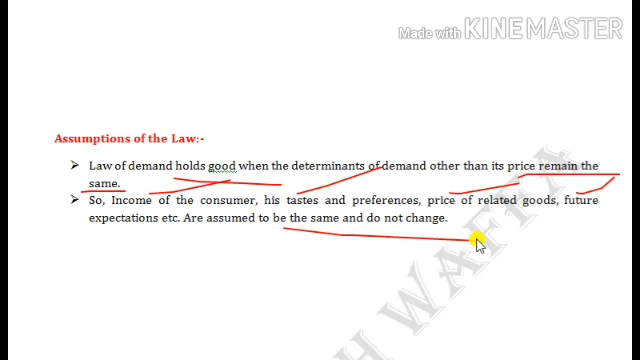 Made with KINEMASTER
Assumptions of the Law:-
➤ Law of demand holds good when the determinants of demand other than its price remain the
same.
➤ So, Income of the consumer, his tastes and preferences, price of related goods, future
expectations etc. Are assumed to be the same and do not change.
H WAFTA